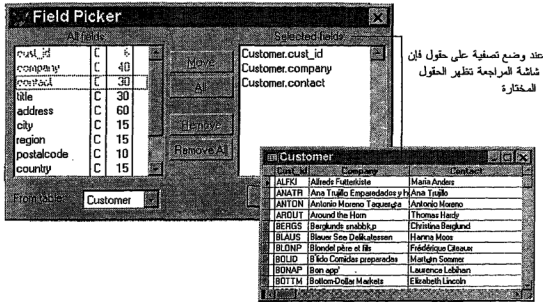 Field Picker
All fields
Selected fields
cust_id C 6
company C 40
contact C 30
title C 30
address C 60
city C 15
region C 15
postalcode C 10
country C 15
Move
All
Remove
Remove All
Customer.cust_id
Customer.company
Customer.contact
From table:
Customer
عند وضع تصفية على حقول فإن
شاشة المراجعة تظهر الحقول
المختارة
Customer
Cust_id Company Contact
ALFKI Alfreds Futterkiste Maria Anders
ANATR Ana Trujillo Emparedados y h Ana Trujillo
ANTON Antonio Moreno Taquería Antonio Moreno
AROUT Around the Horn Thomas Hardy
BERGS Berglunds snabbköp Christina Berglund
BLAUS Blauer See Delikatessen Hanna Moos
BLONP Blondel père et fils Frédérique Citeaux
BOLID Bólido Comidas preparadas Martín Sommer
BONAP Bon app' Laurence Lebihan
BOTTM Bottom-Dollar Markets Elizabeth Lincoln